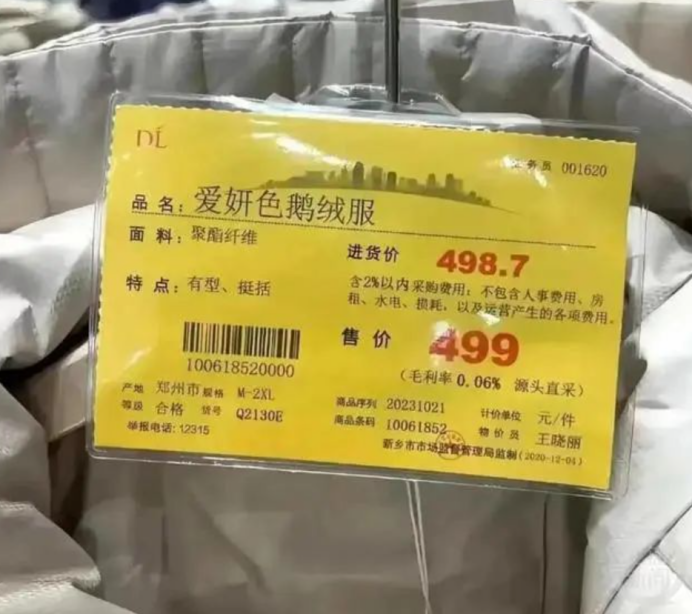 DL
务员 001620
品名：爱妍色鹅绒服
面料：聚酯纤维
进货价 498.7
特点：有型、挺括
含2%以内采购费用；不包含人事费用、房
租、水电、损耗，以及运营产生的各项费用。
售价 499
100618520000
（毛利率0.06% 源头直采）
产地 郑州市 规格 M-2XL
商品序列 20231021 计价单位 元/件
等级 合格 货号 Q2130E
商品条码 10061852 物价员 王晓丽
举报电话：12315
新乡市市场监督管理局监制(2020-12-04)